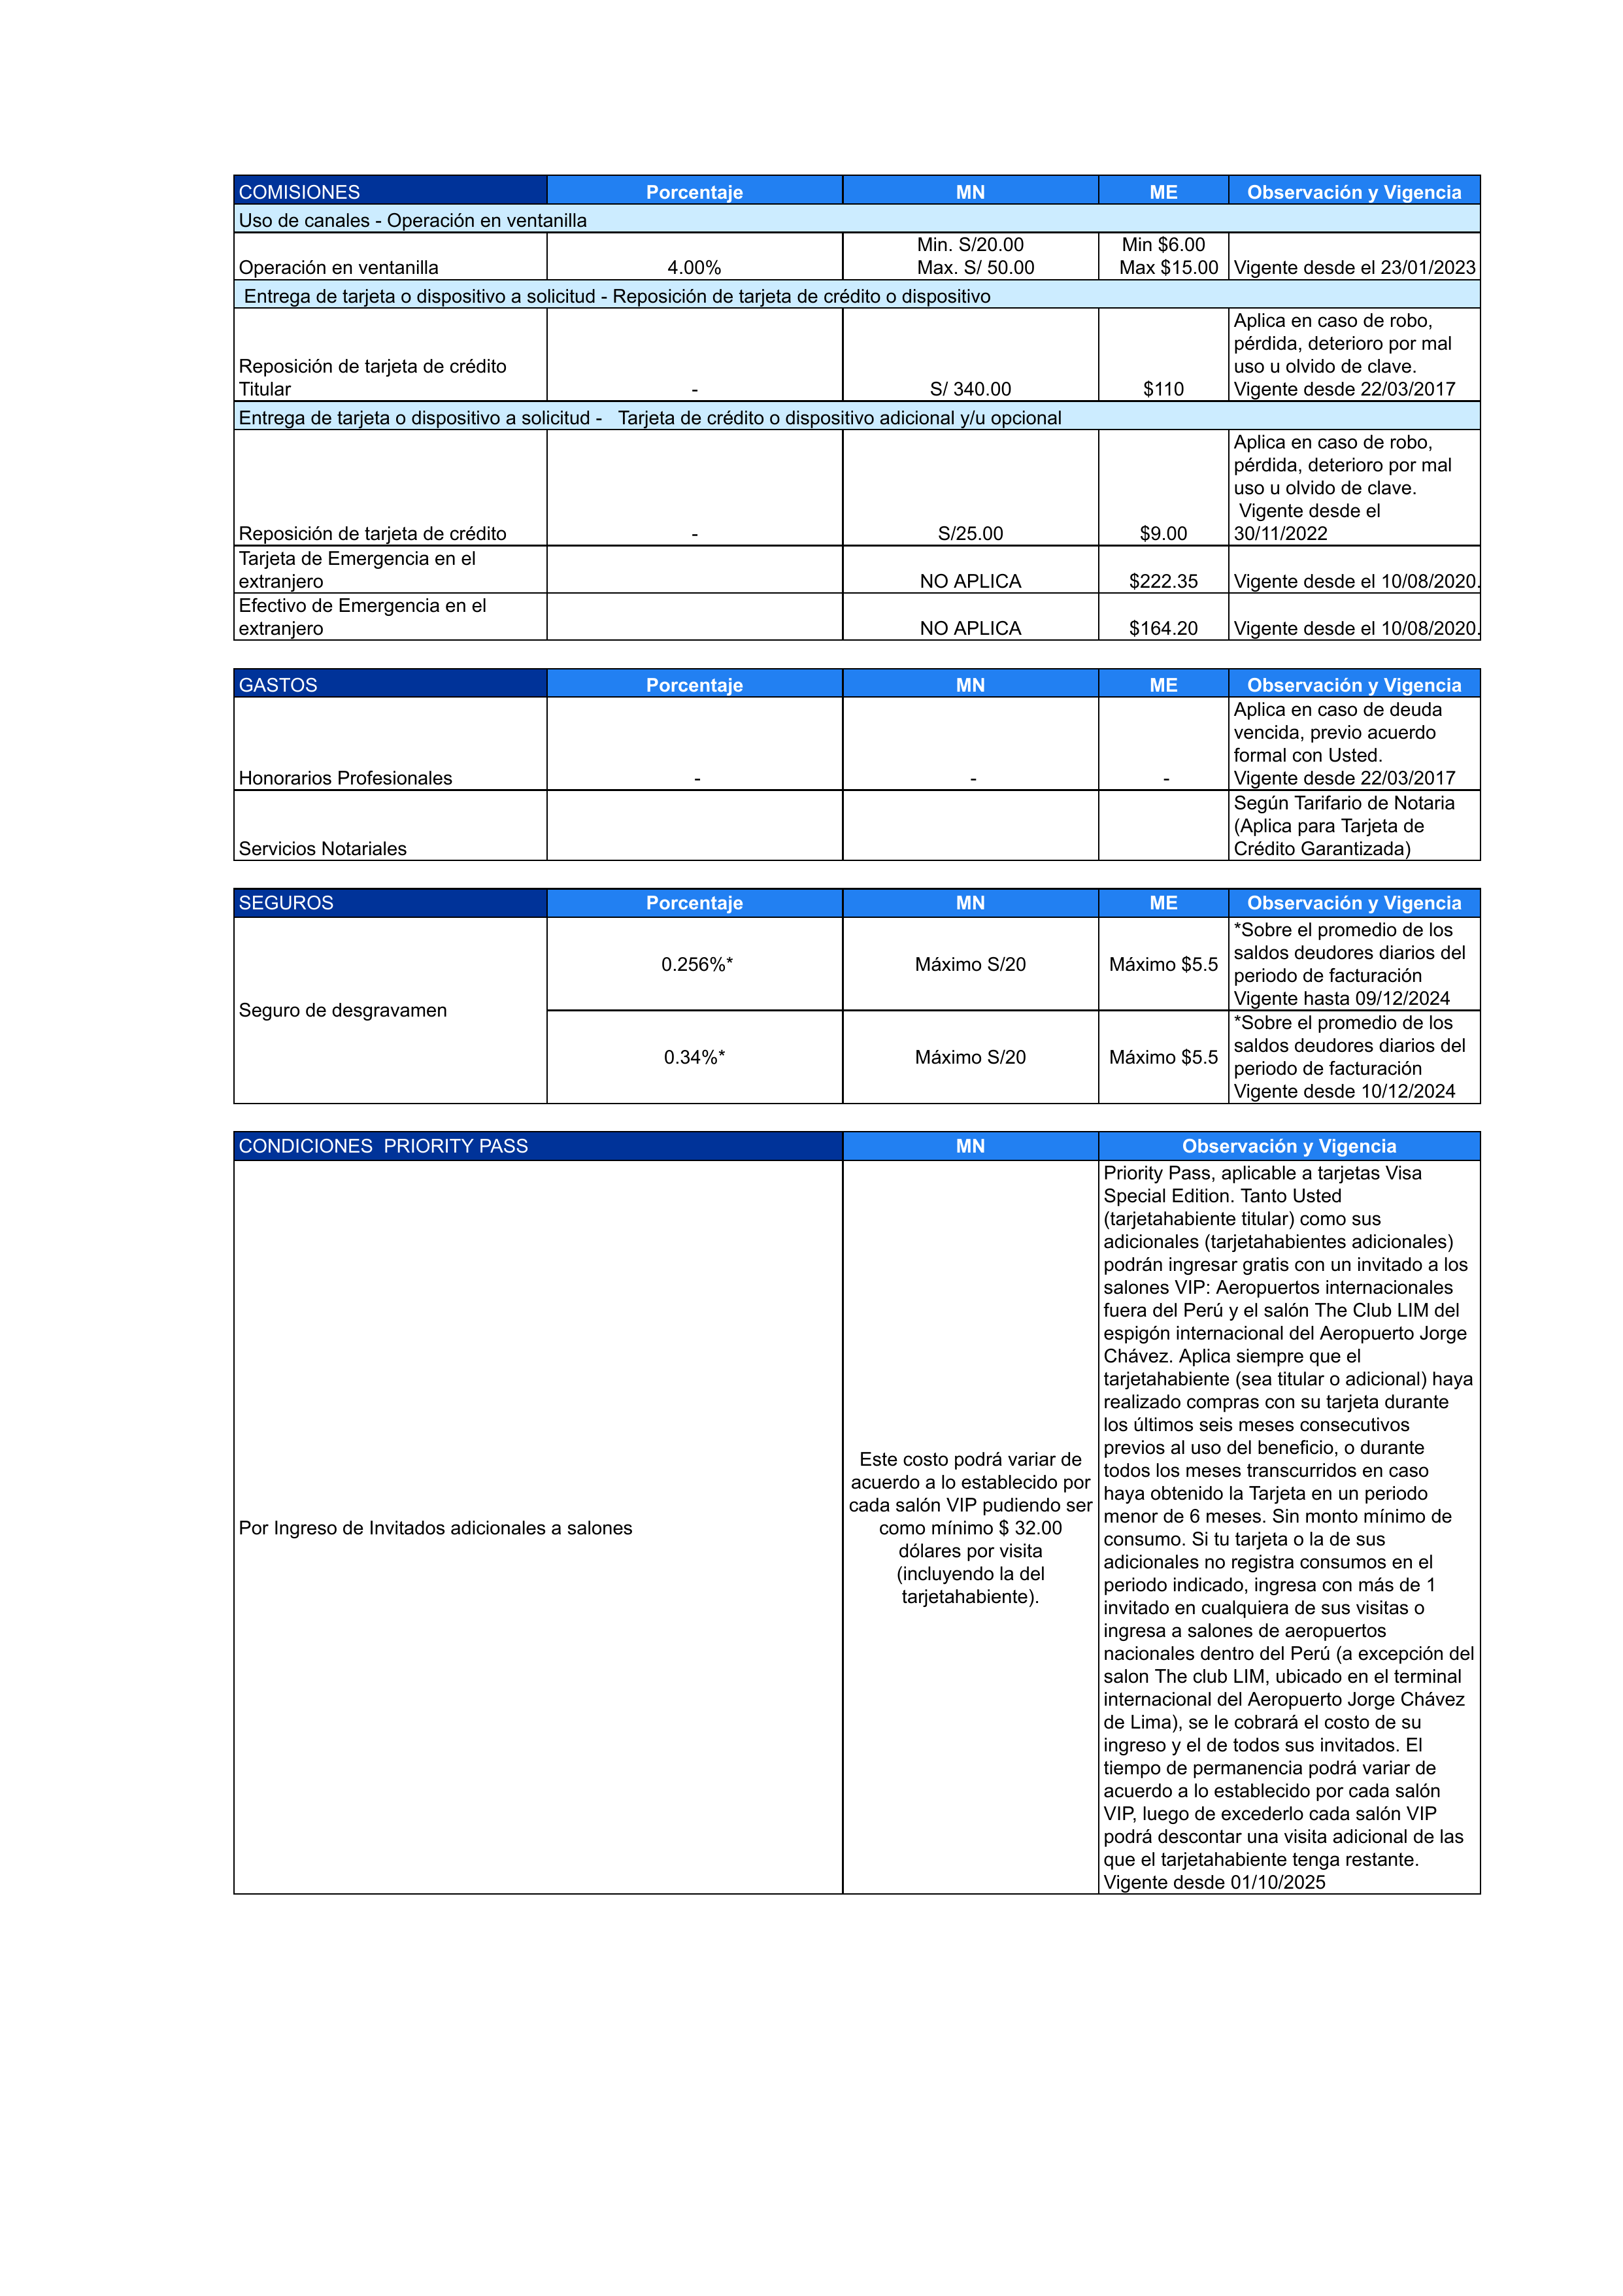 COMISIONES Porcentaje MN ME Observación y Vigencia
Uso de canales - Operación en ventanilla
Min. S/20.00 Min $6.00
Operación en ventanilla 4.00% Max. S/ 50.00 Max $15.00 Vigente desde el 23/01/2023
Entrega de tarjeta o dispositivo a solicitud - Reposición de tarjeta de crédito o dispositivo
Aplica en caso de robo,
pérdida, deterioro por mal
Reposición de tarjeta de crédito uso u olvido de clave.
Titular - S/ 340.00 $110 Vigente desde 22/03/2017
Entrega de tarjeta o dispositivo a solicitud - Tarjeta de crédito o dispositivo adicional y/u opcional
Aplica en caso de robo,
pérdida, deterioro por mal
uso u olvido de clave.
Vigente desde el
Reposición de tarjeta de crédito - S/25.00 $9.00 30/11/2022
Tarjeta de Emergencia en el
extranjero NO APLICA $222.35 Vigente desde el 10/08/2020.
Efectivo de Emergencia en el
extranjero NO APLICA $164.20 Vigente desde el 10/08/2020.
GASTOS Porcentaje MN ME Observación y Vigencia
Aplica en caso de deuda
vencida, previo acuerdo
formal con Usted.
Honorarios Profesionales - - - Vigente desde 22/03/2017
Según Tarifario de Notaria
(Aplica para Tarjeta de
Servicios Notariales Crédito Garantizada)
SEGUROS Porcentaje MN ME Observación y Vigencia
Seguro de desgravamen
0.256%* Máximo S/20 Máximo $5.5
*Sobre el promedio de los
saldos deudores diarios del
periodo de facturación
Vigente hasta 09/12/2024
0.34%* Máximo S/20 Máximo $5.5
*Sobre el promedio de los
saldos deudores diarios del
periodo de facturación
Vigente desde 10/12/2024
CONDICIONES PRIORITY PASS MN Observación y Vigencia
Por Ingreso de Invitados adicionales a salones
Este costo podrá variar de
acuerdo a lo establecido por
cada salón VIP pudiendo ser
como mínimo $ 32.00
dólares por visita
(incluyendo la del
tarjetahabiente).
Priority Pass, aplicable a tarjetas Visa
Special Edition. Tanto Usted
(tarjetahabiente titular) como sus
adicionales (tarjetahabientes adicionales)
podrán ingresar gratis con un invitado a los
salones VIP: Aeropuertos internacionales
fuera del Perú y el salón The Club LIM del
espigón internacional del Aeropuerto Jorge
Chávez. Aplica siempre que el
tarjetahabiente (sea titular o adicional) haya
realizado compras con su tarjeta durante
los últimos seis meses consecutivos
previos al uso del beneficio, o durante
todos los meses transcurridos en caso
haya obtenido la Tarjeta en un periodo
menor de 6 meses. Sin monto mínimo de
consumo. Si tu tarjeta o la de sus
adicionales no registra consumos en el
periodo indicado, ingresa con más de 1
invitado en cualquiera de sus visitas o
ingresa a salones de aeropuertos
nacionales dentro del Perú (a excepción del
salon The club LIM, ubicado en el terminal
internacional del Aeropuerto Jorge Chávez
de Lima), se le cobrará el costo de su
ingreso y el de todos sus invitados. El
tiempo de permanencia podrá variar de
acuerdo a lo establecido por cada salón
VIP, luego de excederlo cada salón VIP
podrá descontar una visita adicional de las
que el tarjetahabiente tenga restante.
Vigente desde 01/10/2025